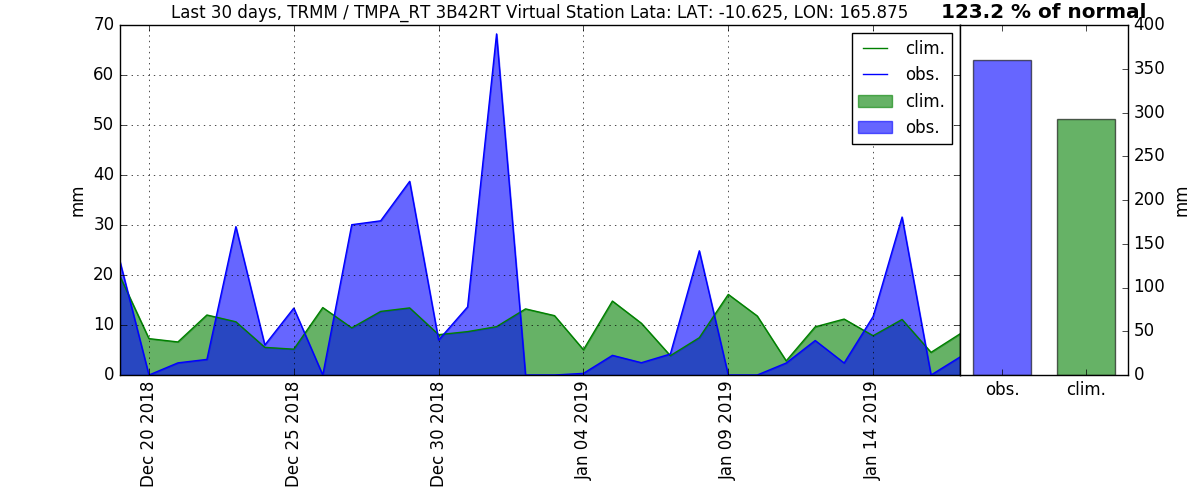 Last 30 days, TRMM / TMPA_RT 3B42RT Virtual Station Lata: LAT: -10.625, LON: 165.875
123.2 % of normal
70
60
50
40
30
20
10
0
mm
clim.
obs.
clim.
obs.
Dec 20 2018
Dec 25 2018
Dec 30 2018
Jan 04 2019
Jan 09 2019
Jan 14 2019
400
350
300
250
200
150
100
50
0
mm
obs.
clim.